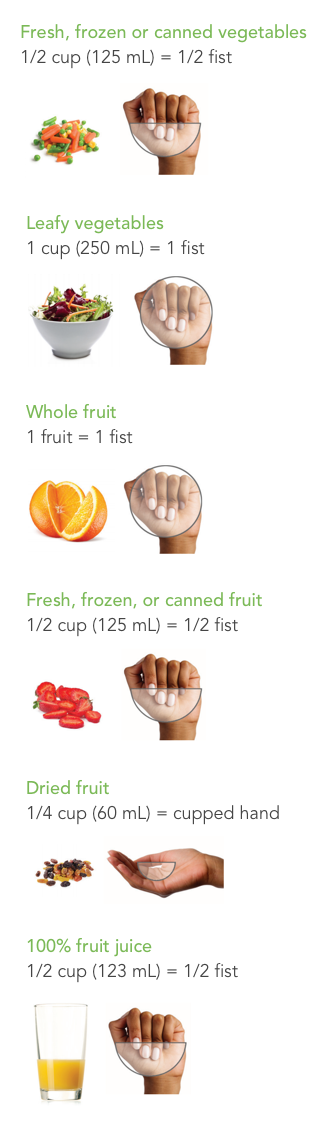 Fresh, frozen or canned vegetables
1/2 cup (125 mL) = 1/2 fist
Leafy vegetables
1 cup (250 mL) = 1 fist
Whole fruit
1 fruit = 1 fist
Fresh, frozen, or canned fruit
1/2 cup (125 mL) = 1/2 fist
Dried fruit
1/4 cup (60 mL) = cupped hand
100% fruit juice
1/2 cup (123 mL) = 1/2 fist